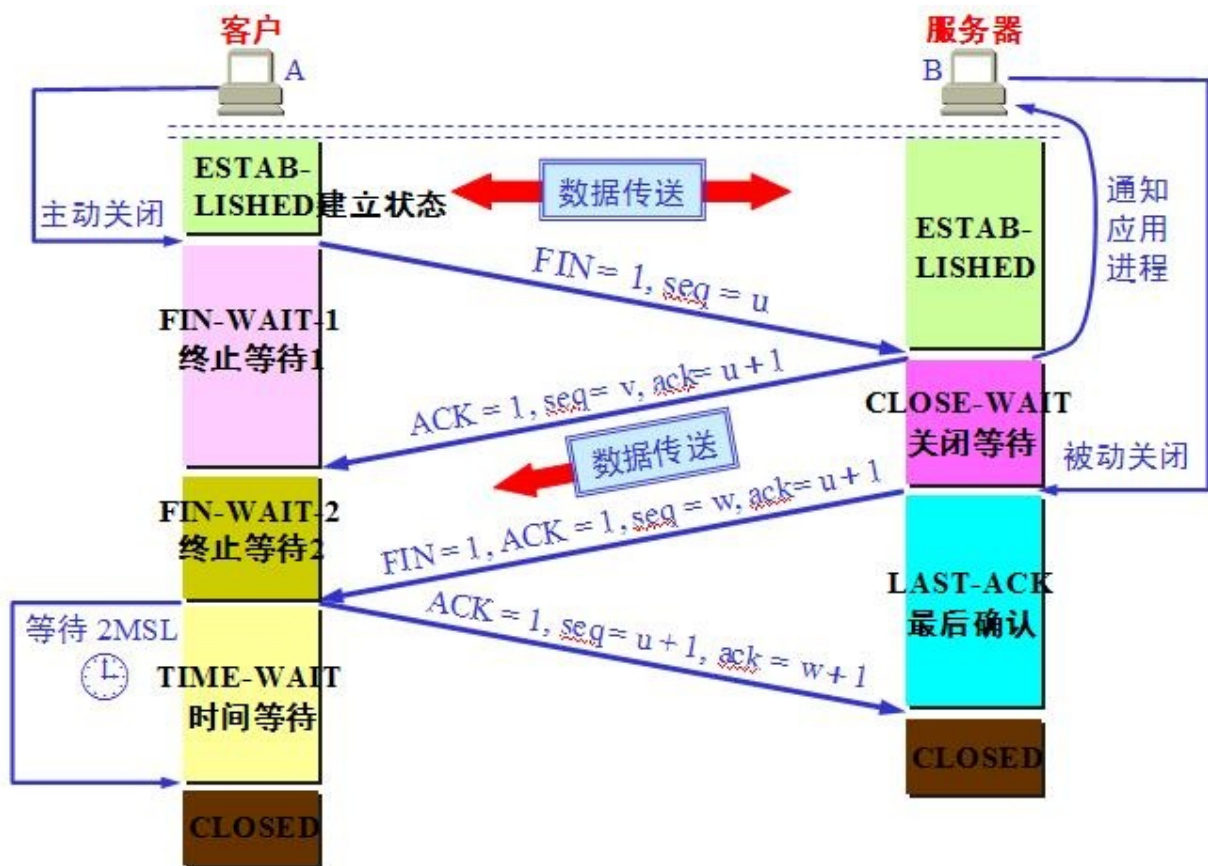 客户
服务器
A
B
ESTAB-
LISHED建立状态
数据传送
主动关闭
ESTAB-
LISHED
通知
应用
进程
FIN = 1, seq = u
FIN-WAIT-1
终止等待1
ACK = 1, seq= v, ack= u+1
CLOSE-WAIT
关闭等待
数据传送
被动关闭
FIN-WAIT-2
终止等待2
FIN=1, ACK = 1, seq = w, ack= u+1
LAST-ACK
最后确认
ACK = 1, seq= u + 1, ack = w+1
等待 2MSL
TIME-WAIT
时间等待
CLOSED
CLOSED